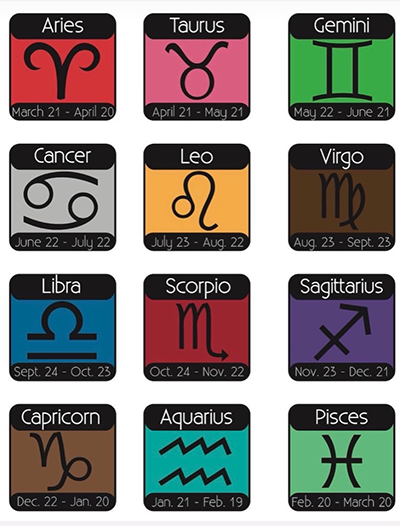 Aries
March 21 - April 20
Taurus
April 21 - May 21
Gemini
May 22 - June 21
Cancer
June 22 - July 22
Leo
July 23 - Aug. 22
Virgo
Aug. 23 - Sept. 23
Libra
Sept. 24 - Oct. 23
Scorpio
Oct. 24 - Nov. 22
Sagittarius
Nov. 23 - Dec. 21
Capricorn
Dec. 22 - Jan. 20
Aquarius
Jan. 21 - Feb. 19
Pisces
Feb. 20 - March 20